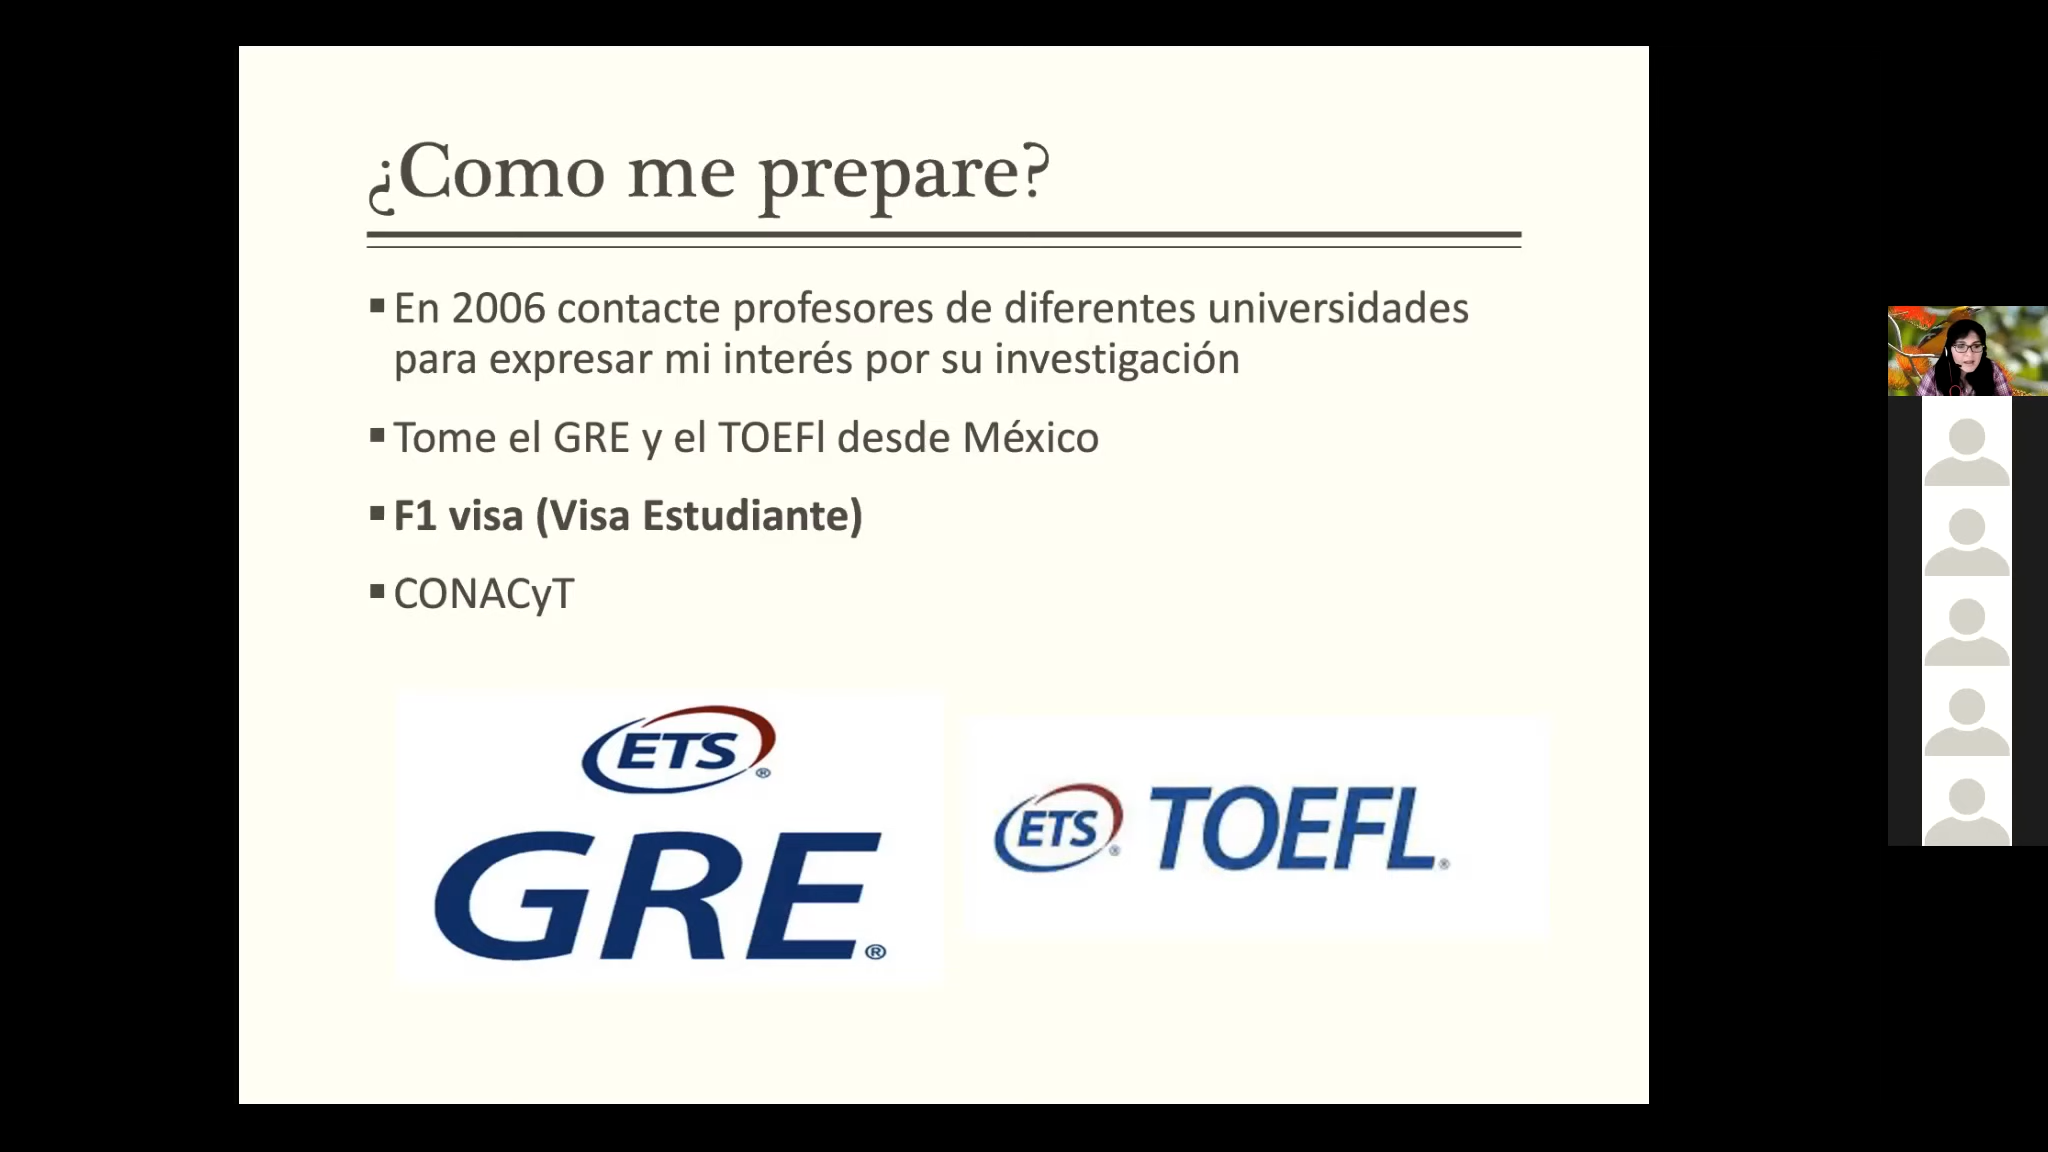 ¿Como me prepare?
En 2006 contacte profesores de diferentes universidades
para expresar mi interés por su investigación
Tome el GRE y el TOEFl desde México
F1 visa (Visa Estudiante)
CONACyT
ETS®
GRE®
ETS® TOEFL®